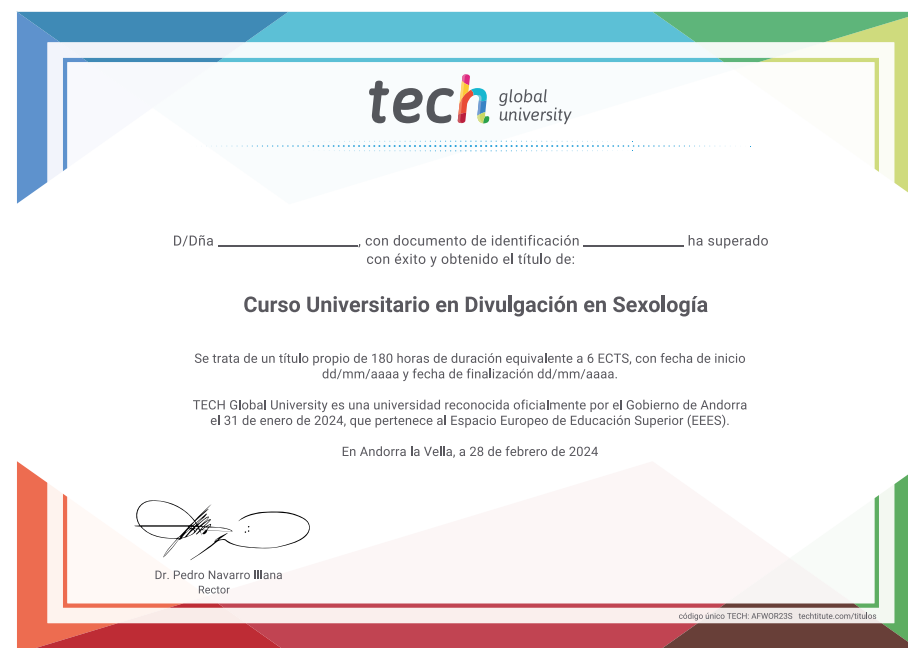 tech global university
D/Dña ____________________, con documento de identificación ______________ ha superado
con éxito y obtenido el título de:
Curso Universitario en Divulgación en Sexología
Se trata de un título propio de 180 horas de duración equivalente a 6 ECTS, con fecha de inicio
dd/mm/aaaa y fecha de finalización dd/mm/aaaa.
TECH Global University es una universidad reconocida oficialmente por el Gobierno de Andorra
el 31 de enero de 2024, que pertenece al Espacio Europeo de Educación Superior (EEES).
En Andorra la Vella, a 28 de febrero de 2024
Dr. Pedro Navarro Illana
Rector
código único TECH: AFWOR23S techtitute.com/titulos